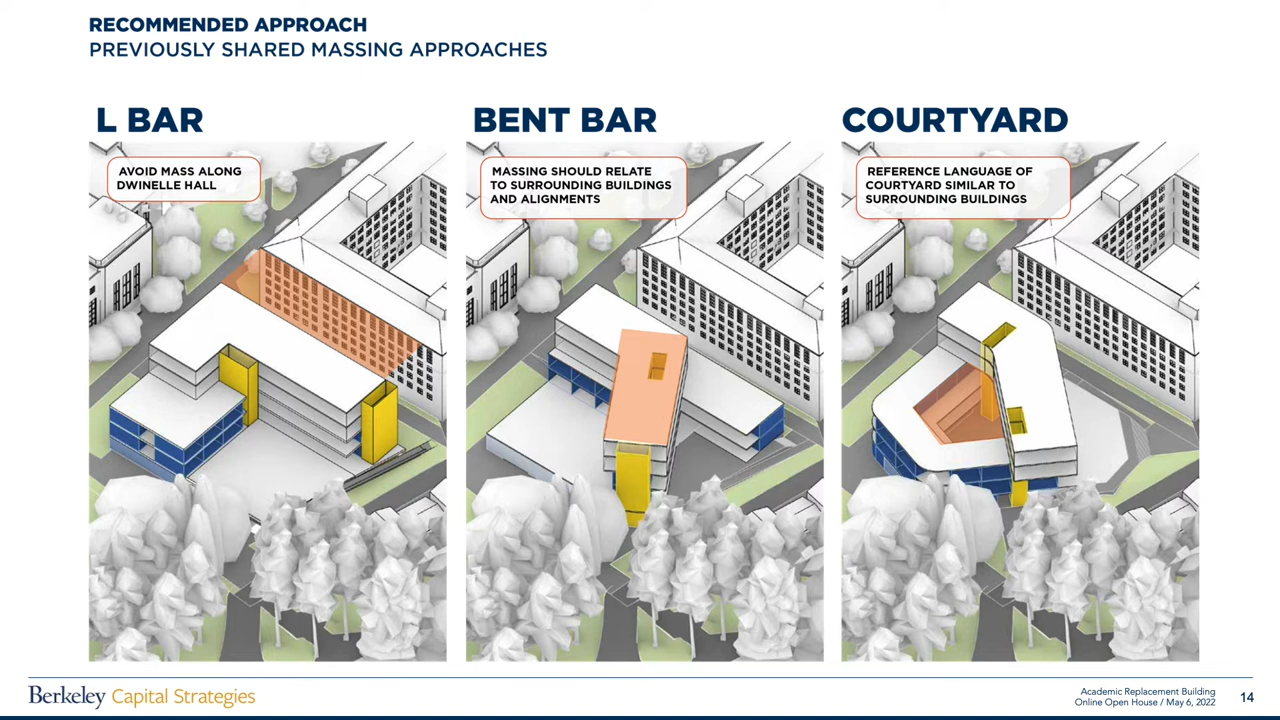 RECOMMENDED APPROACH
PREVIOUSLY SHARED MASSING APPROACHES
L BAR
AVOID MASS ALONG
DWINELLE HALL
BENT BAR
MASSING SHOULD RELATE
TO SURROUNDING BUILDINGS
AND ALIGNMENTS
COURTYARD
REFERENCE LANGUAGE OF
COURTYARD SIMILAR TO
SURROUNDING BUILDINGS
Berkeley Capital Strategies
Academic Replacement Building
Online Open House / May 6, 2022
14